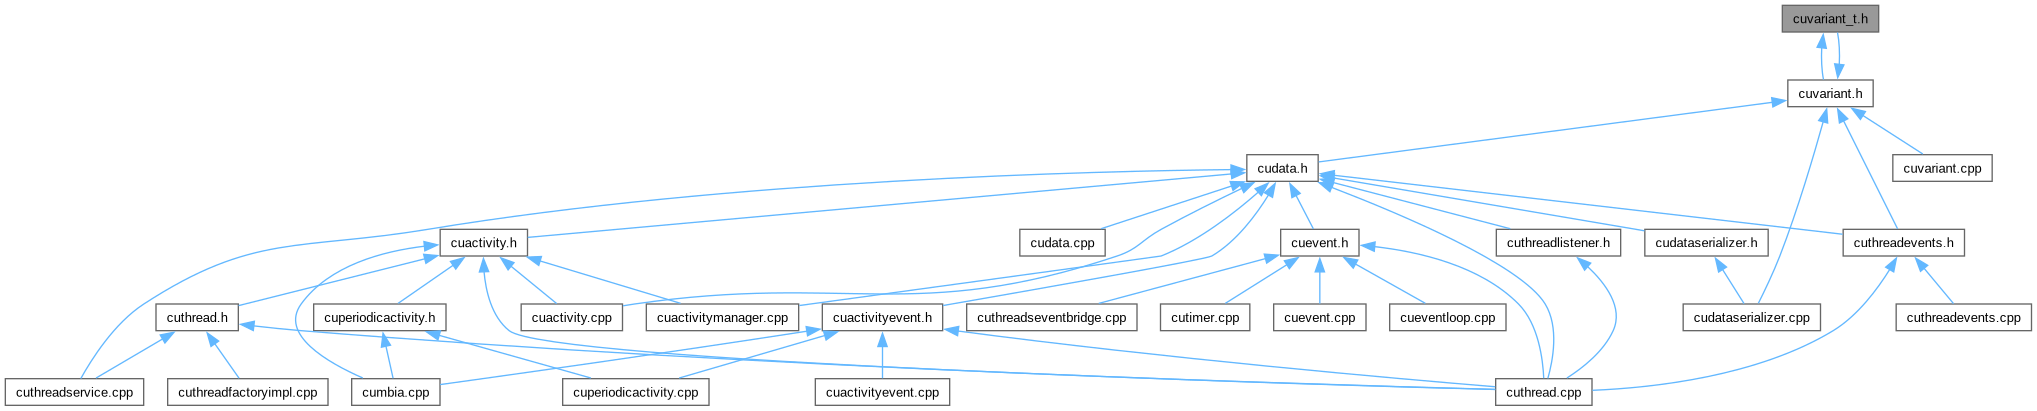 cuvariant_t.h
cuvariant.h
cudata.h
cuvariant.cpp
cuactivity.h
cudata.cpp
cuevent.h
cuthreadlistener.h
cudataserializer.h
cuthreadevents.h
cuthread.h
cuperiodicactivity.h
cuactivity.cpp
cuactivitymanager.cpp
cuactivityevent.h
cuthreadseventbridge.cpp
cutimer.cpp
cuevent.cpp
cueventloop.cpp
cudataserializer.cpp
cuthreadevents.cpp
cuthreadservice.cpp
cuthreadfactoryimpl.cpp
cumbia.cpp
cuperiodicactivity.cpp
cuactivityevent.cpp
cuthread.cpp